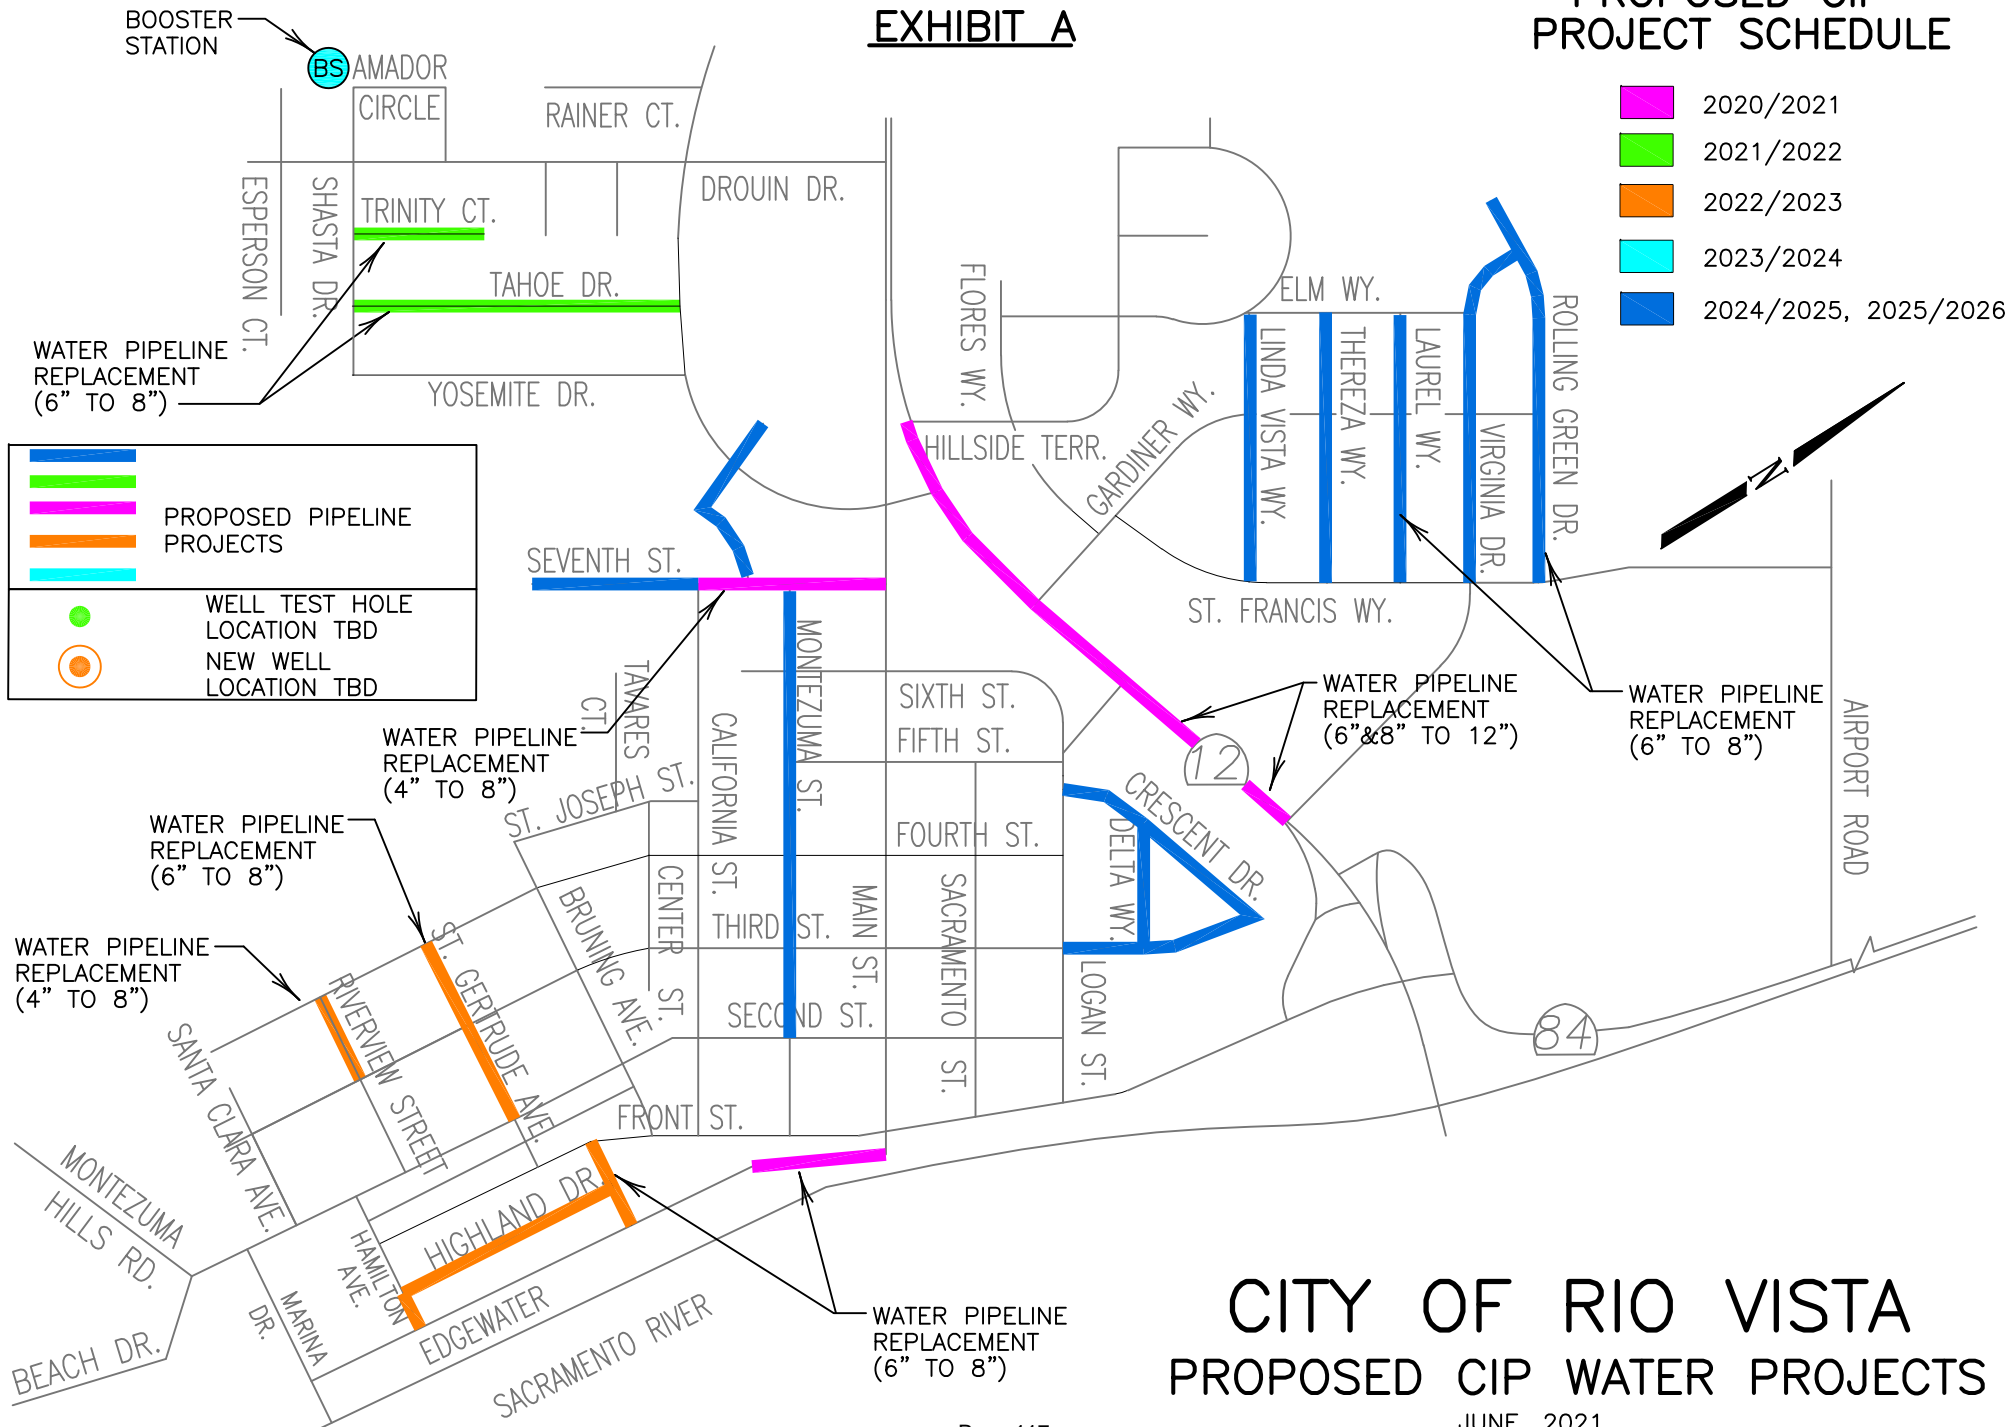 EXHIBIT A
PROJECT SCHEDULE
2020/2021
2021/2022
2022/2023
2023/2024
2024/2025, 2025/2026
BOOSTER
STATION
BS
AMADOR
CIRCLE
RAINER CT.
DROUIN DR.
ESPERSON CT.
SHASTA DR.
TRINITY CT.
TAHOE DR.
YOSEMITE DR.
WATER PIPELINE
REPLACEMENT
(6” TO 8”)
PROPOSED PIPELINE
PROJECTS
WELL TEST HOLE
LOCATION TBD
NEW WELL
LOCATION TBD
FLORES WY.
HILLSIDE TERR.
GARDINER WY.
ELM WY.
LINDA VISTA WY.
THEREZA WY.
LAUREL WY.
VIRGINIA DR.
ROLLING GREEN DR.
ST. FRANCIS WY.
N
AIRPORT ROAD
SEVENTH ST.
MONTEZUMA ST.
TAVARES
CT.
CALIFORNIA ST.
SIXTH ST.
FIFTH ST.
FOURTH ST.
THIRD ST.
SECOND ST.
FRONT ST.
CENTER ST.
MAIN ST.
SACRAMENTO ST.
LOGAN ST.
DELTA WY.
CRESCENT DR.
12
84
WATER PIPELINE
REPLACEMENT
(6”&8” TO 12”)
WATER PIPELINE
REPLACEMENT
(6” TO 8”)
WATER PIPELINE
REPLACEMENT
(4” TO 8”)
ST. JOSEPH ST.
WATER PIPELINE
REPLACEMENT
(6” TO 8”)
WATER PIPELINE
REPLACEMENT
(4” TO 8”)
BRUNING AVE.
ST. GERTRUDE AVE.
RIVERVIEW STREET
SANTA CLARA AVE.
MONTEZUMA
HILLS RD.
BEACH DR.
MARINA
DR.
HAMILTON
AVE.
HIGHLAND DR.
EDGEWATER
SACRAMENTO RIVER
WATER PIPELINE
REPLACEMENT
(6” TO 8”)
CITY OF RIO VISTA
PROPOSED CIP WATER PROJECTS
JUNE, 2021